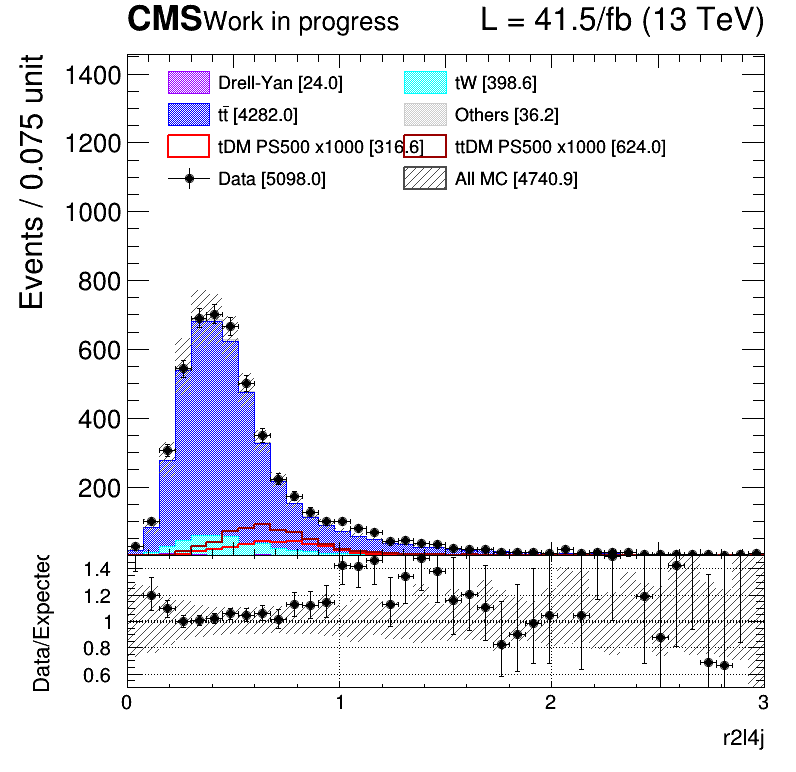 CMS Work in progress L = 41.5/fb (13 TeV)
Events / 0.075 unit
1400
1200
1000
800
600
400
200
Drell-Yan [24.0] tW [398.6]
tt̄ [4282.0] Others [36.2]
tDM PS500 x1000 [316.6] ttDM PS500 x1000 [624.0]
Data [5098.0] All MC [4740.9]
Data/Expected
1.4
1.2
1
0.8
0.6
0 1 2 3
r2l4j